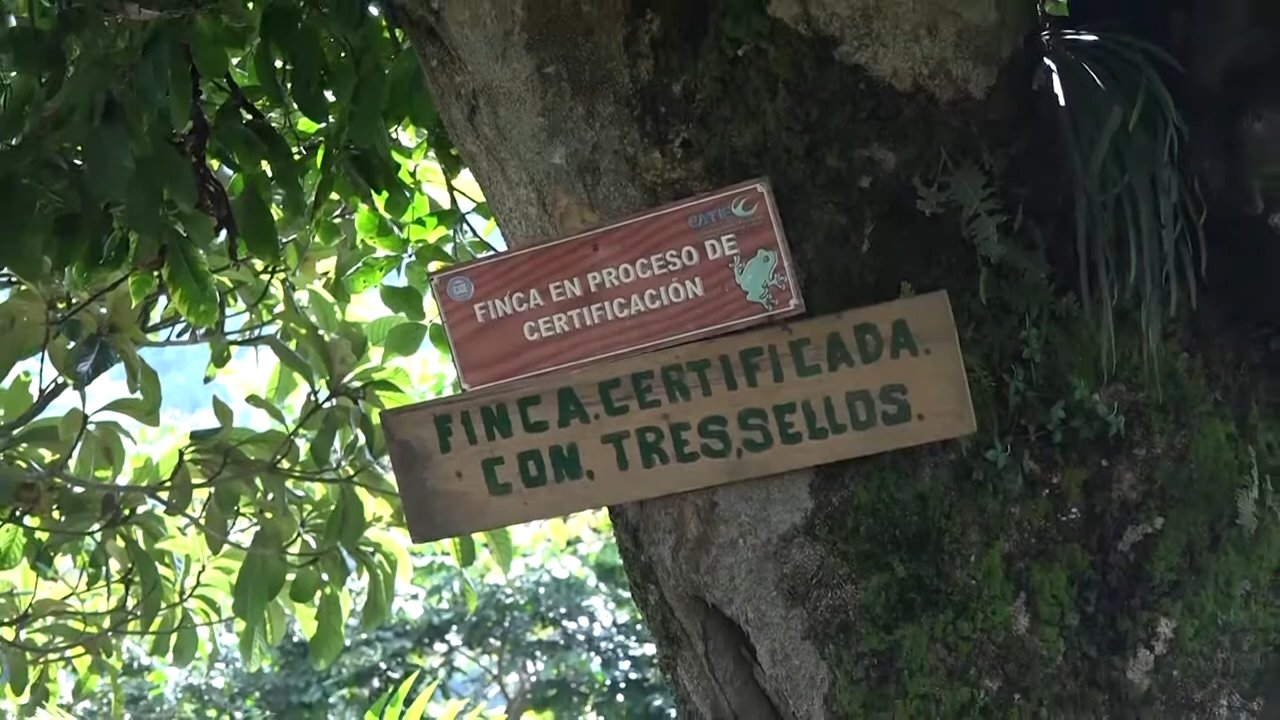 CATIE
FINCA EN PROCESO DE
CERTIFICACIÓN
FINCA.CERTIFICADA.
CON. TRES,SELLOS.